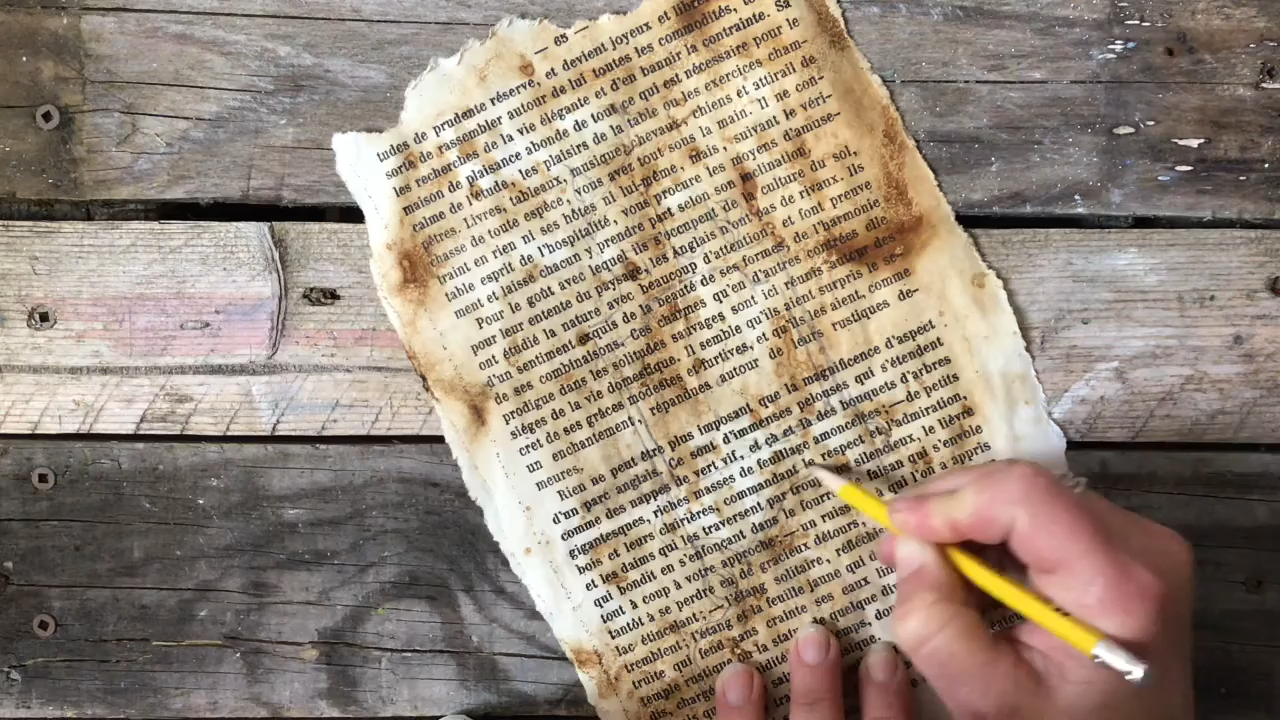 — 65 —
tudes de prudente réserve, et devient joyeux et libre
sorte de rassembler autour de lui toutes les commodités,
les recherches de la vie élégante et d'en bannir la contrainte. Sa
maison de plaisance abonde de tout ce qui est nécessaire pour le
calme de l'étude, les plaisirs de la table ou les exercices cham-
pêtres. Livres, tableaux, musique, chevaux, chiens et attirail de
chasse de toute espèce, vous avez tout sous la main. Il ne con-
traint en rien ni ses hôtes ni lui-même, mais, suivant le véri-
table esprit de l'hospitalité, vous procure les moyens d'amuse-
ment et laisse chacun y prendre part selon son inclination.
Pour le goût avec lequel ils s'occupent de la culture du sol,
pour leur entente du paysage, les Anglais n'ont pas de rivaux. Ils
ont étudié la nature avec beaucoup d'attention, et font preuve
d'un sentiment exquis de la beauté de ses formes, de l'harmonie
de ses combinaisons. Ces charmes qu'en d'autres contrées elle
prodigue dans les solitudes sauvages sont ici réunis autour des
siéges de la vie domestique. Il semble qu'ils aient surpris le se-
cret de ses grâces modestes et furtives, et qu'ils les aient, comme
un enchantement, répandues autour de leurs rustiques de-
meures.
Rien ne peut être plus imposant que la magnificence d'aspect
d'un parc anglais. Ce sont d'immenses pelouses qui s'étendent
comme des nappes de vert vif, et çà et là des bouquets d'arbres
gigantesques, riches masses de feuillage amoncelées; — de petits
bois et leurs clairières, commandant le respect et l'admiration,
et les daims qui les traversent par silencieux, le lièvre
qui bondit en s'enfonçant dans le faisan qui s'envole
tout à coup à votre approche; — un à qui l'on a appris
tantôt à se perdre en de gracieux détours,
lac étincelant; l'étang solitaire,
tremblent l'étang et la feuille jaune qui
truite qui fend sans crainte ses eaux
temple rustique la quelque
dis,